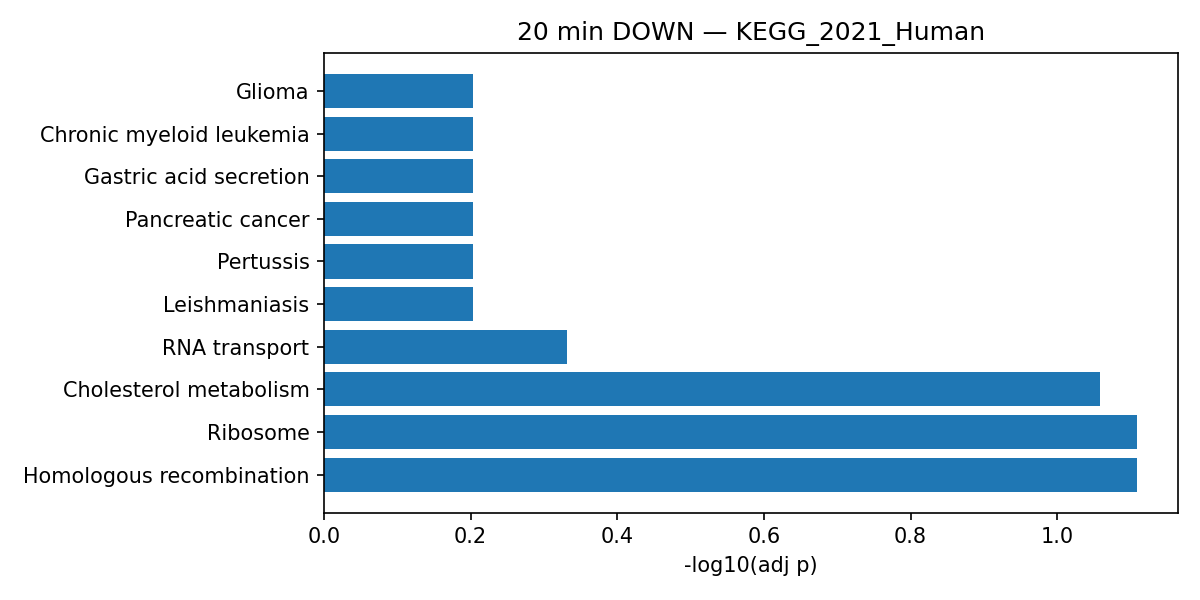 20 min DOWN — KEGG_2021_Human
Glioma
Chronic myeloid leukemia
Gastric acid secretion
Pancreatic cancer
Pertussis
Leishmaniasis
RNA transport
Cholesterol metabolism
Ribosome
Homologous recombination
0.0 0.2 0.4 0.6 0.8 1.0
-log10(adj p)